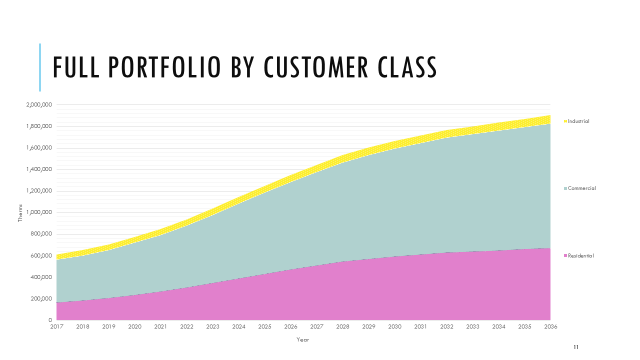 FULL PORTFOLIO BY CUSTOMER CLASS
2,000,000
1,800,000
1,600,000
1,400,000
1,200,000
1,000,000
800,000
600,000
400,000
200,000
0
Therms
2017 2018 2019 2020 2021 2022 2023 2024 2025 2026 2027 2028 2029 2030 2031 2032 2033 2034 2035 2036
Year
Industrial
Commercial
Residential
11